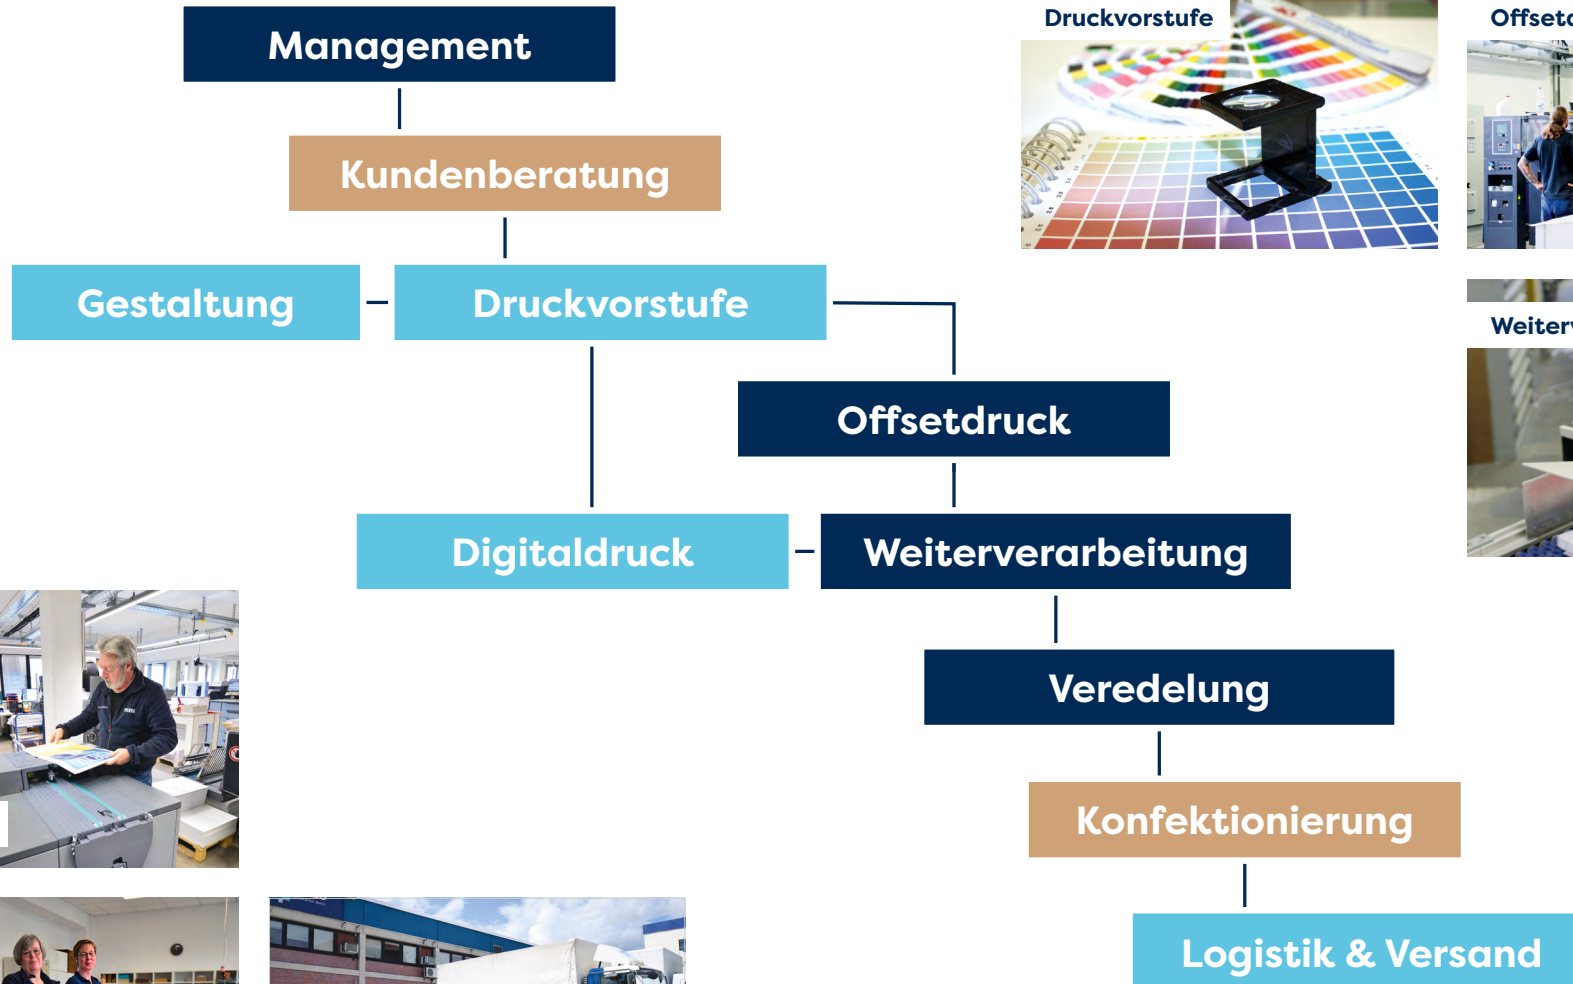 Management
Druckvorstufe
Kundenberatung
Gestaltung
Druckvorstufe
Offsetdruck
Digitaldruck
Weiterverarbeitung
Veredelung
Konfektionierung
Logistik & Versand